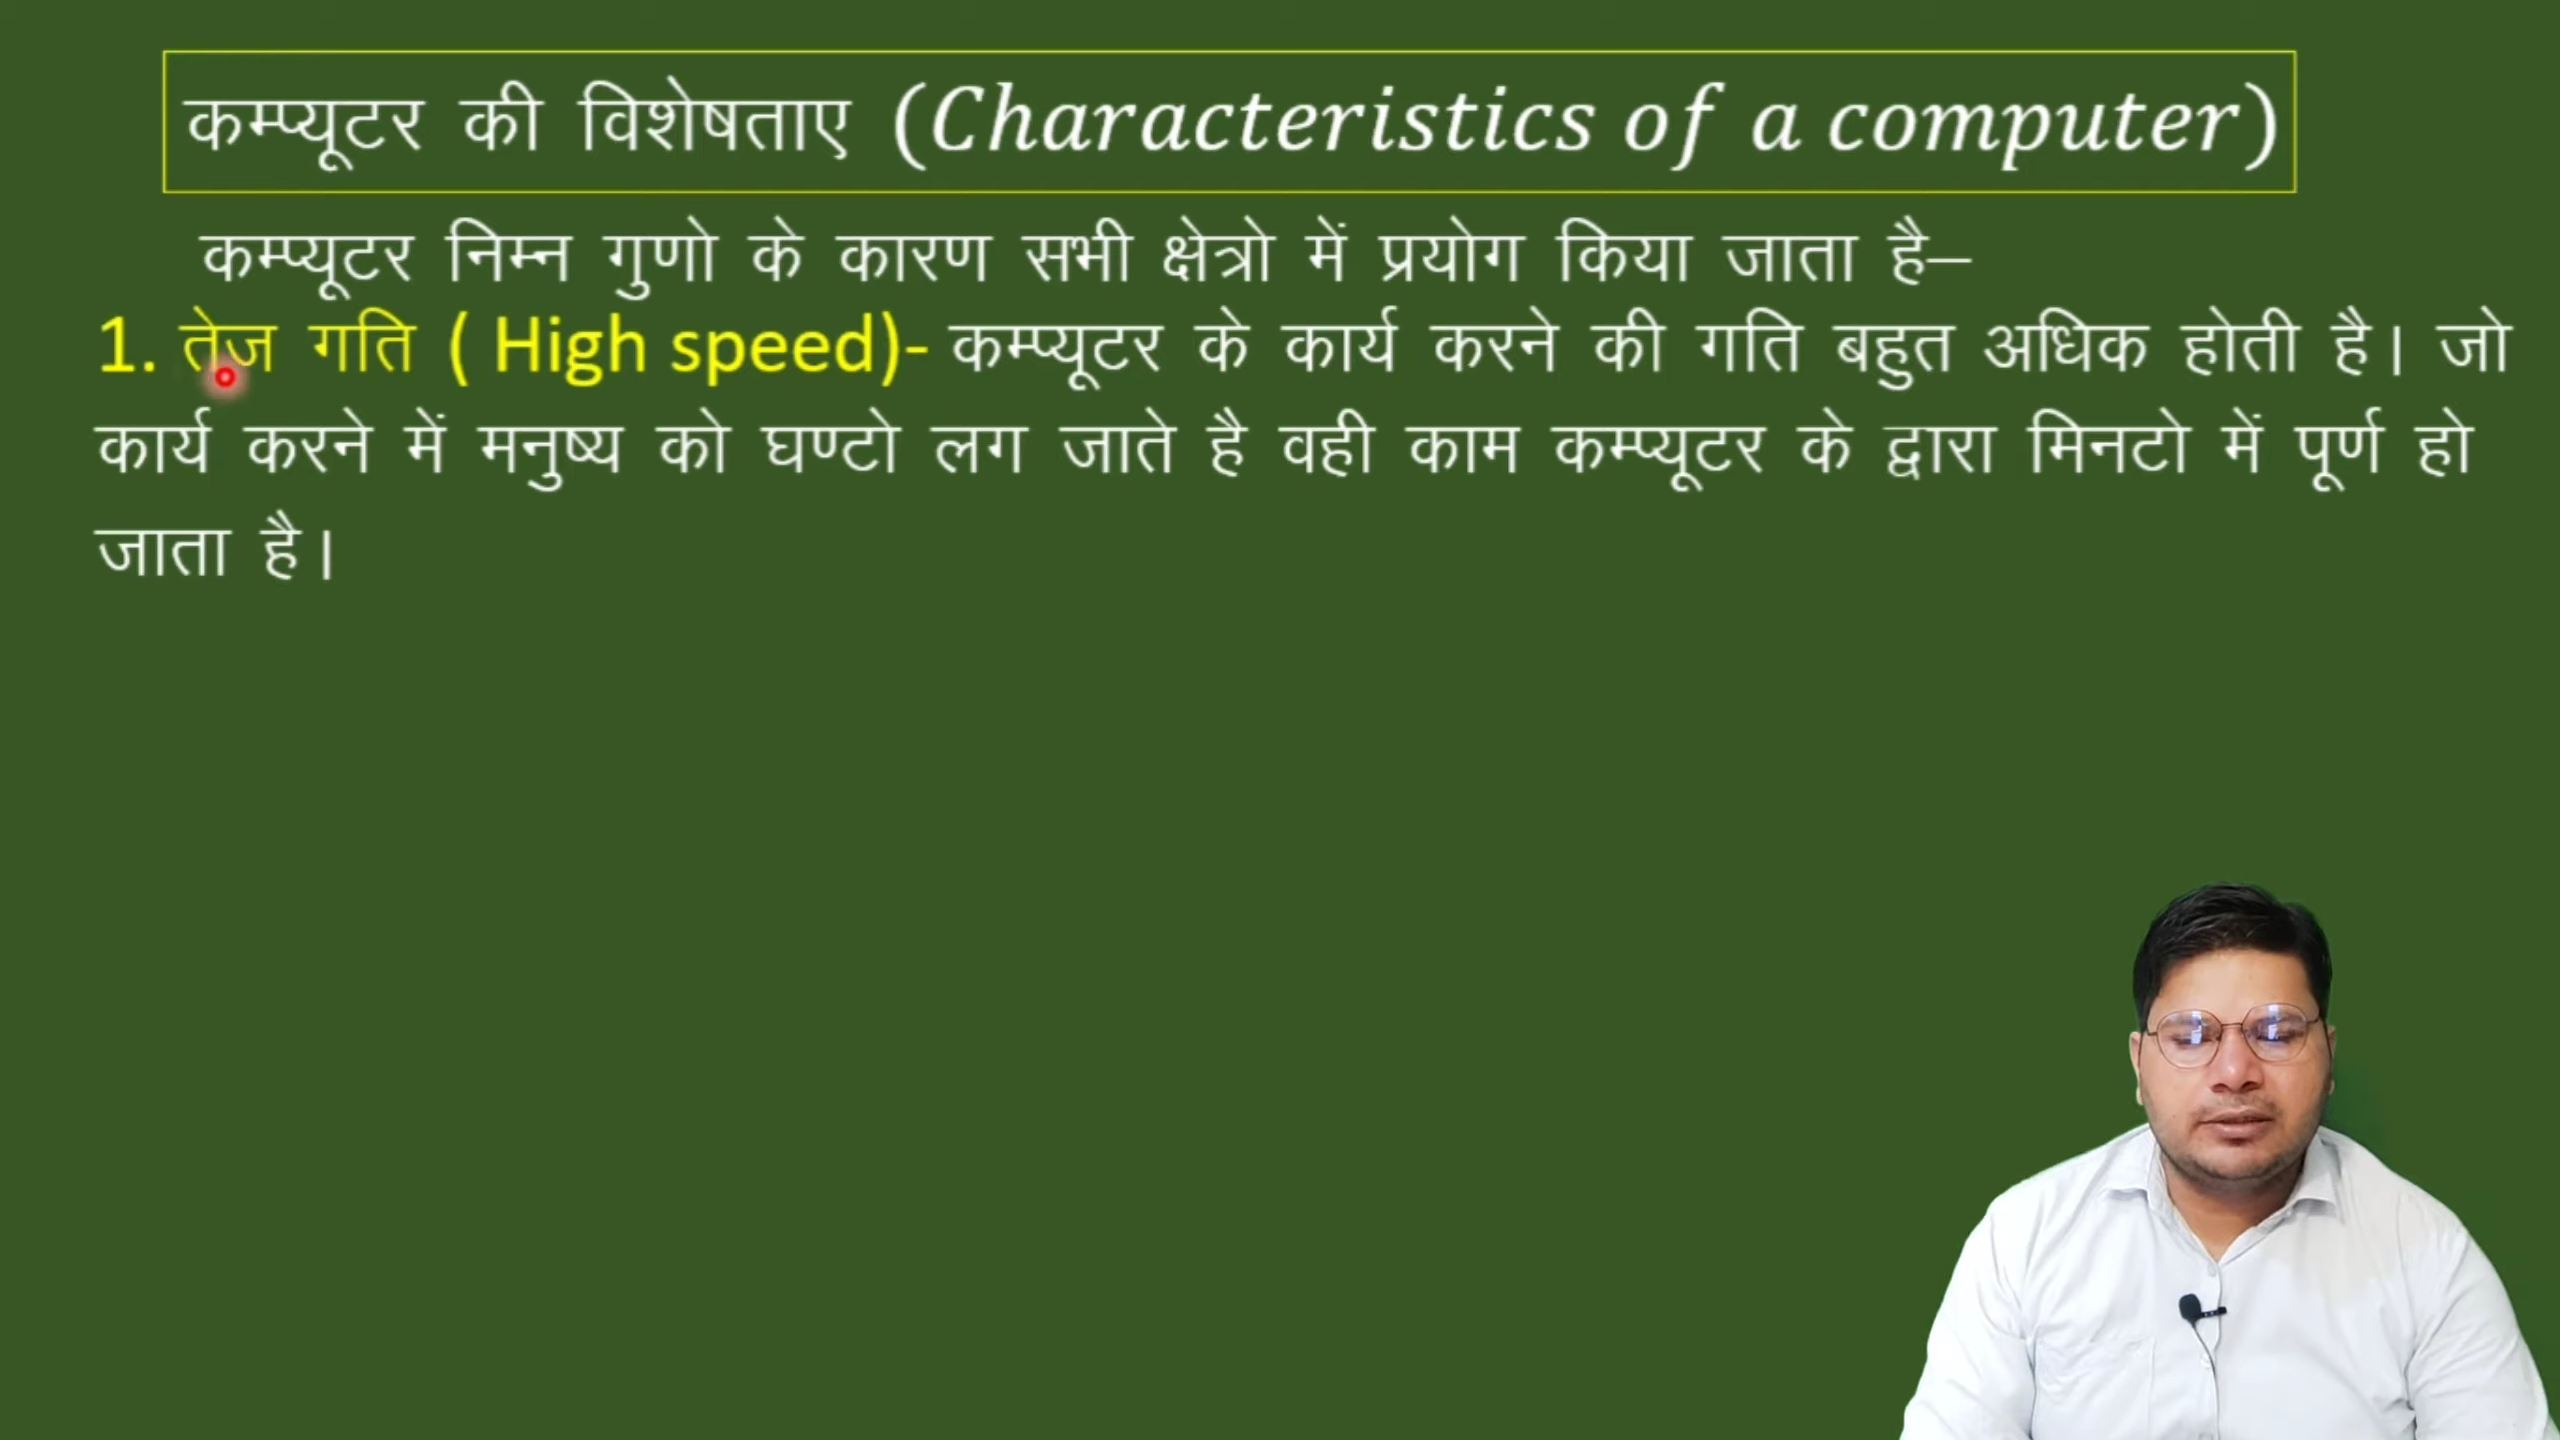 कम्प्यूटर की विशेषताए (Characteristics of a computer)
कम्प्यूटर निम्न गुणो के कारण सभी क्षेत्रो में प्रयोग किया जाता है–
1. तेज गति ( High speed)- कम्प्यूटर के कार्य करने की गति बहुत अधिक होती है। जो
कार्य करने में मनुष्य को घण्टो लग जाते है वही काम कम्प्यूटर के द्वारा मिनटो में पूर्ण हो
जाता है।